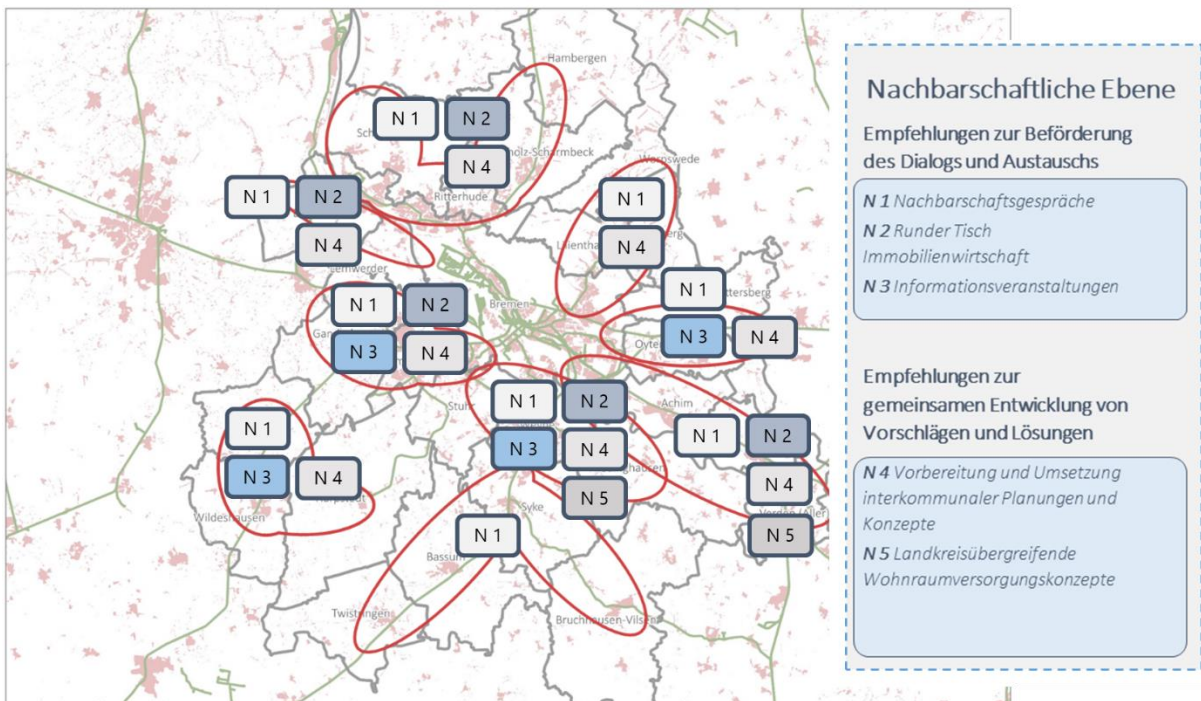 Hambergen
N 1 N 2
N 4
Ritterhude
N 1 N 2
N 4
Lemwerder
N 1
N 4
N 1
N 3 N 4
Bremen
N 1 N 2
N 3 N 4
Stuhr
Achim
N 1 N 2
N 3 N 4
N 5
N 1 N 2
N 4
N 5
N 1
N 3 N 4
Wildeshausen
Syke
N 1
Bassum
Twistringen
Bruchhausen-Vilsen
Nachbarschaftliche Ebene
Empfehlungen zur Beförderung
des Dialogs und Austauschs
N 1 Nachbarschaftsgespräche
N 2 Runder Tisch
Immobilienwirtschaft
N 3 Informationsveranstaltungen
Empfehlungen zur
gemeinsamen Entwicklung von
Vorschlägen und Lösungen
N 4 Vorbereitung und Umsetzung
interkommunaler Planungen und
Konzepte
N 5 Landkreisübergreifende
Wohnraumversorgungskonzepte